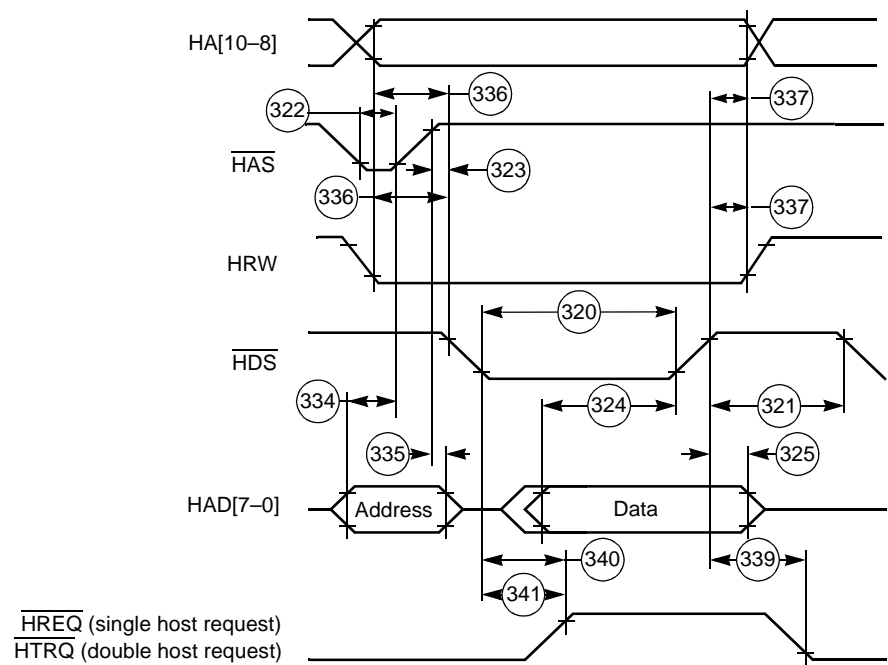 HA[10–8]
336
337
322
HAS
323
336
337
HRW
320
HDS
334
324
321
335
325
HAD[7–0]
Address
Data
340
339
341
HREQ (single host request)
HTRQ (double host request)